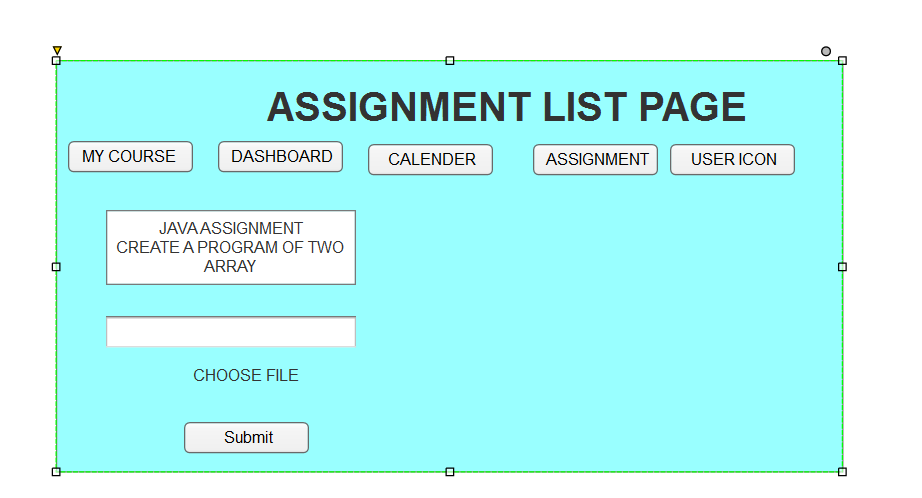 ASSIGNMENT LIST PAGE
MY COURSE
DASHBOARD
CALENDER
ASSIGNMENT
USER ICON
JAVA ASSIGNMENT
CREATE A PROGRAM OF TWO
ARRAY
CHOOSE FILE
Submit